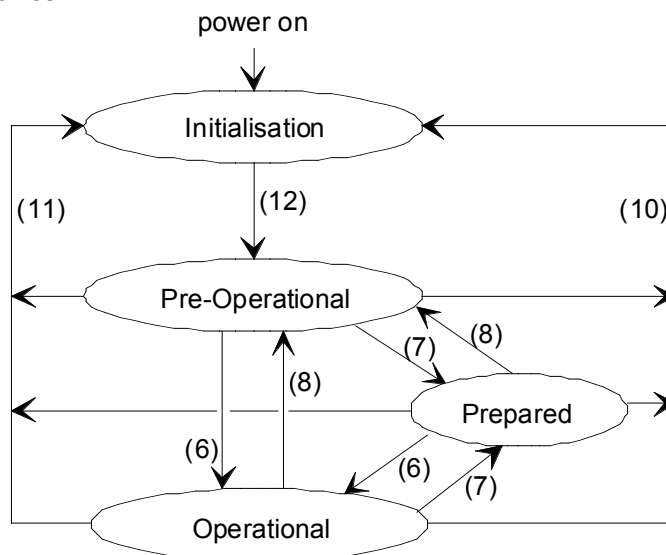 power on
Initialisation
(11)
(12)
(10)
Pre-Operational
(7)
(8)
(8)
Prepared
(6)
(6)
(7)
Operational